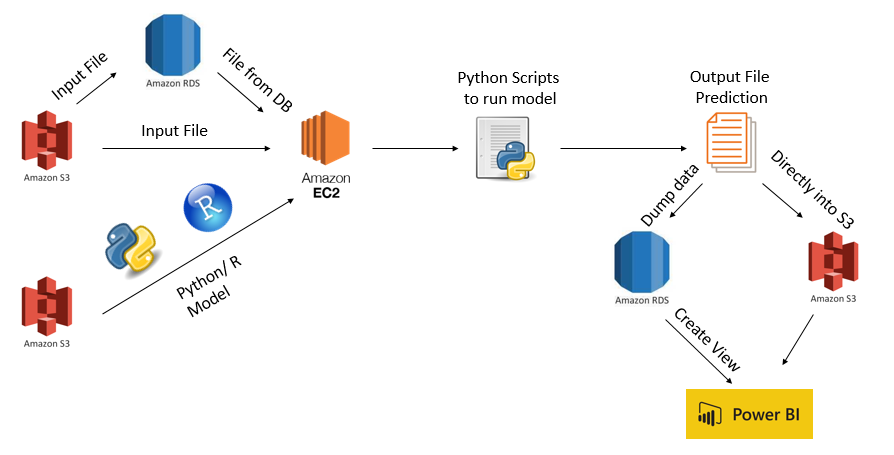 Input File
Amazon RDS
File from DB
Input File
Amazon S3
Amazon
EC2
R
Python/ R
Model
Amazon S3
Python Scripts
to run model
Output File
Prediction
Dump data
Directly into S3
Amazon RDS
Amazon S3
Create View
Power BI